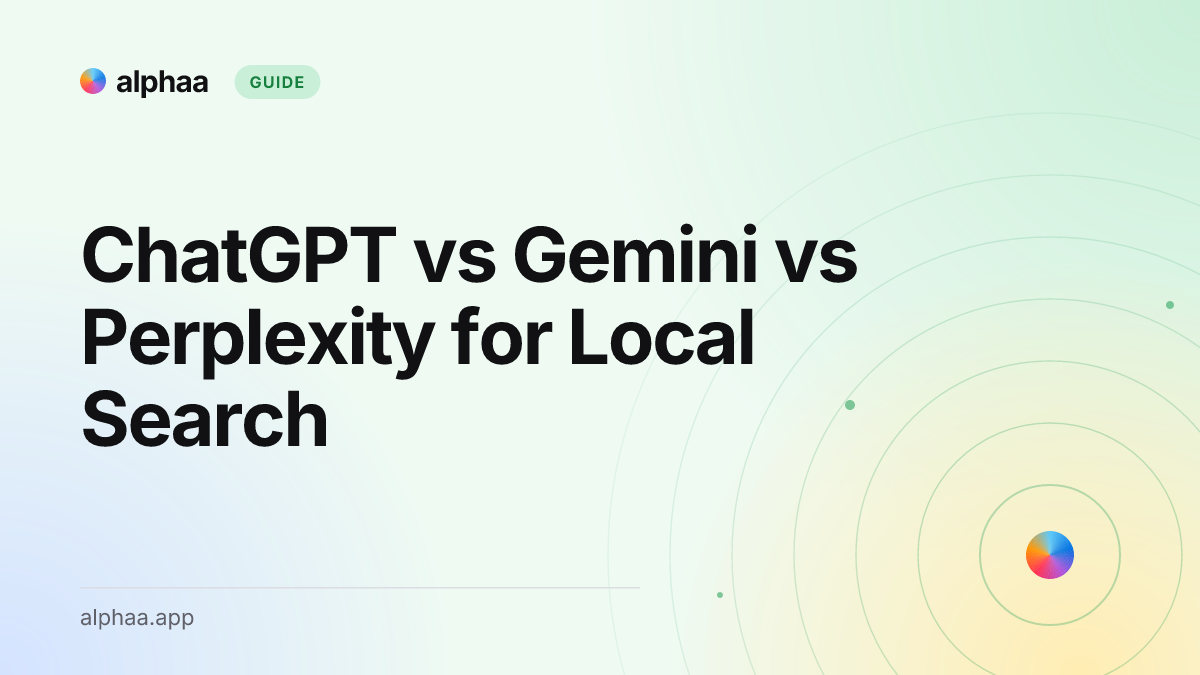 alphaa GUIDE
ChatGPT vs Gemini vs
Perplexity for Local
Search
alphaa.app